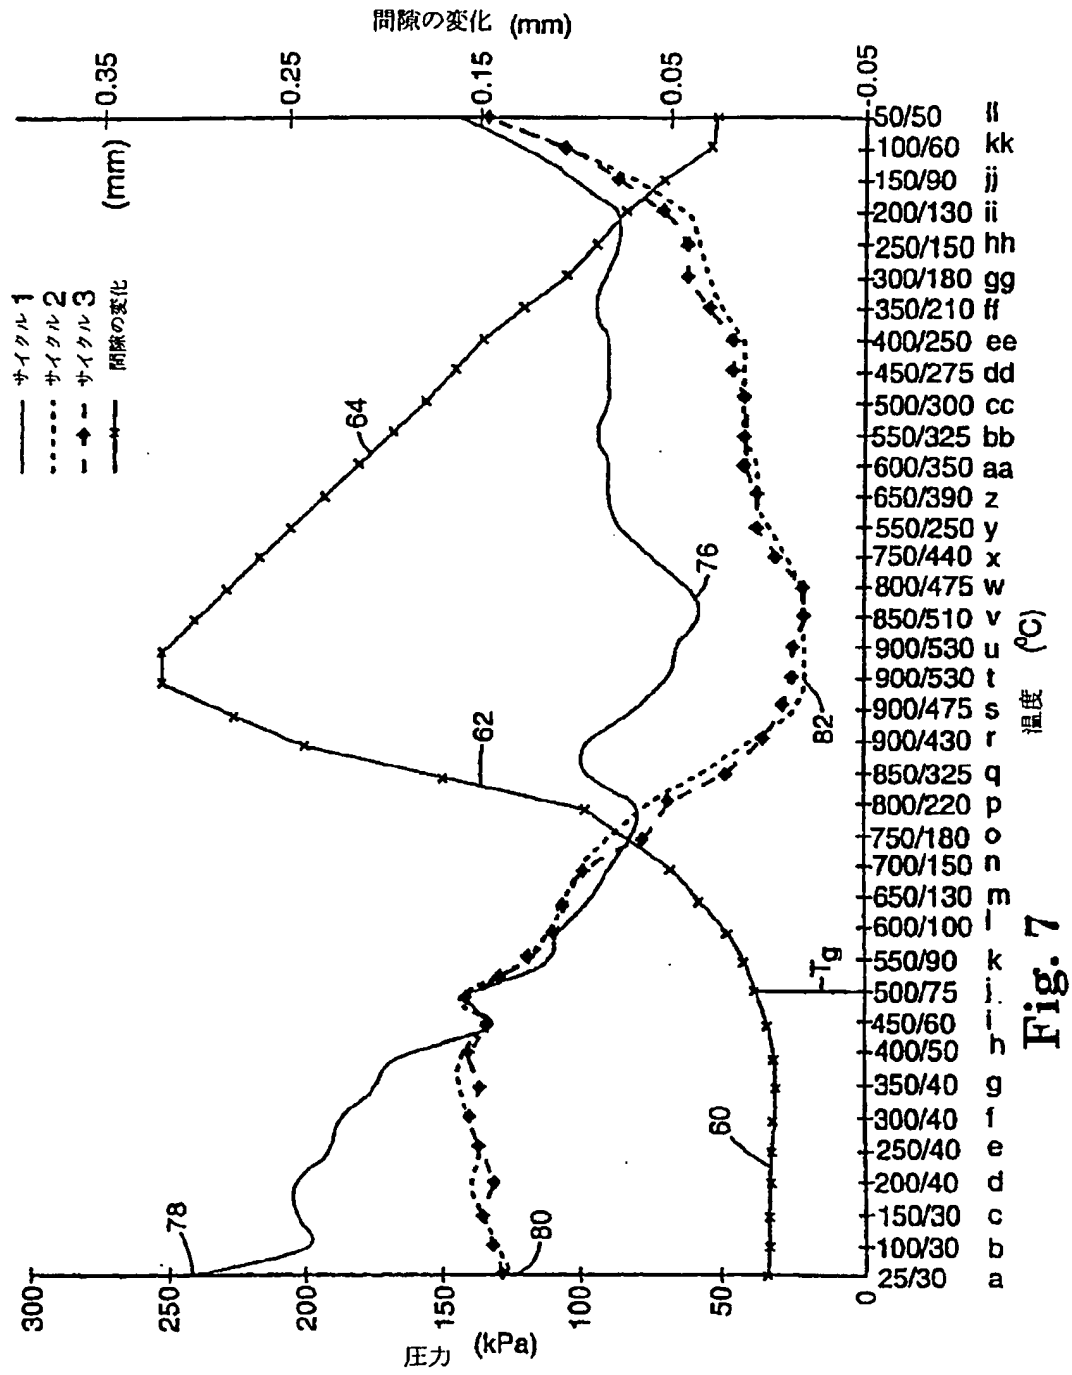 サイクル 1
サイクル 2
サイクル 3
間隙の変化
(mm)
間隙の変化 (mm)
0.35
0.25
0.15
0.05
-0.05
圧力 (kPa)
300
250
200
150
100
50
0
78
80
60
62
64
76
82
Tg
25/30 a
100/30 b
150/30 c
200/40 d
250/40 e
300/40 f
350/40 g
400/50 h
450/60 i
500/75 j
550/90 k
600/100 l
650/130 m
700/150 n
750/180 o
800/220 p
850/325 q
900/430 r
900/475 s
900/530 t
900/530 u
850/510 v
800/475 w
750/440 x
550/250 y
650/390 z
600/350 aa
550/325 bb
500/300 cc
450/275 dd
400/250 ee
350/210 ff
300/180 gg
250/150 hh
200/130 ii
150/90 jj
100/60 kk
50/50 ll
温度 (°C)
Fig. 7